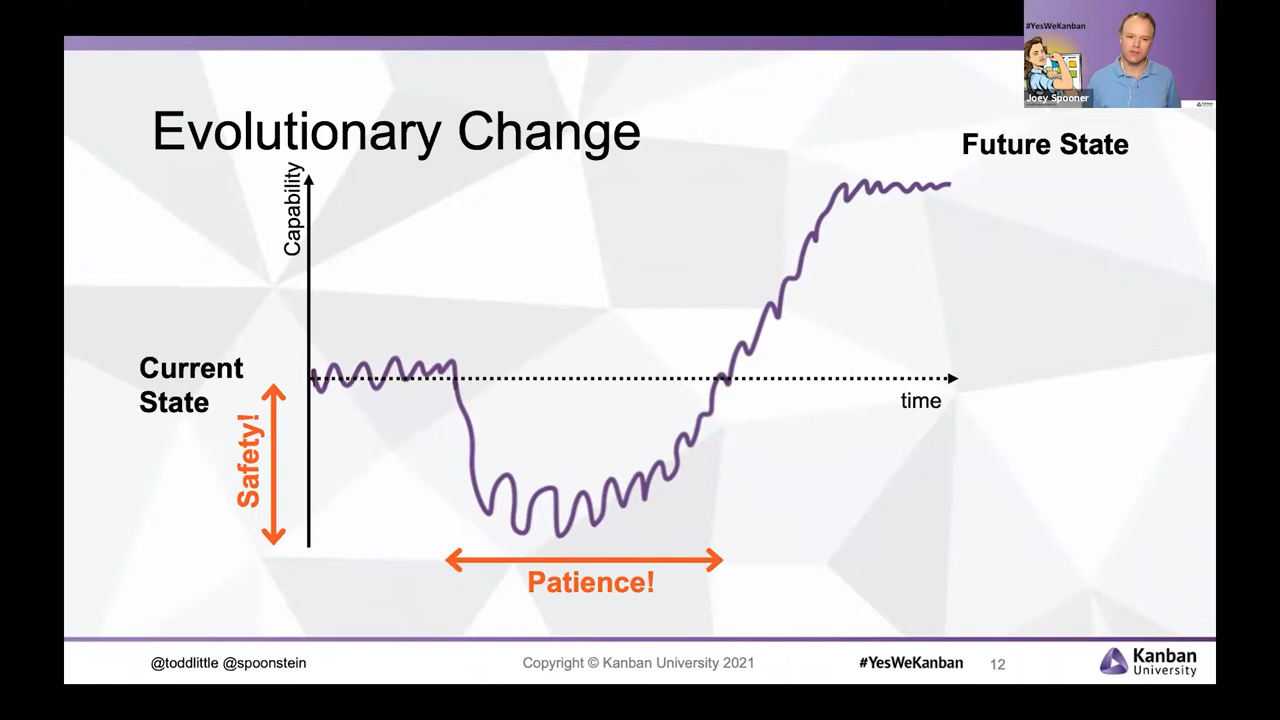 #YesWeKanban
Joey Spooner
Evolutionary Change
Future State
Capability
Current
State
time
Safety!
Patience!
@toddlittle @spoonstein
Copyright © Kanban University 2021
#YesWeKanban
12
Kanban
University